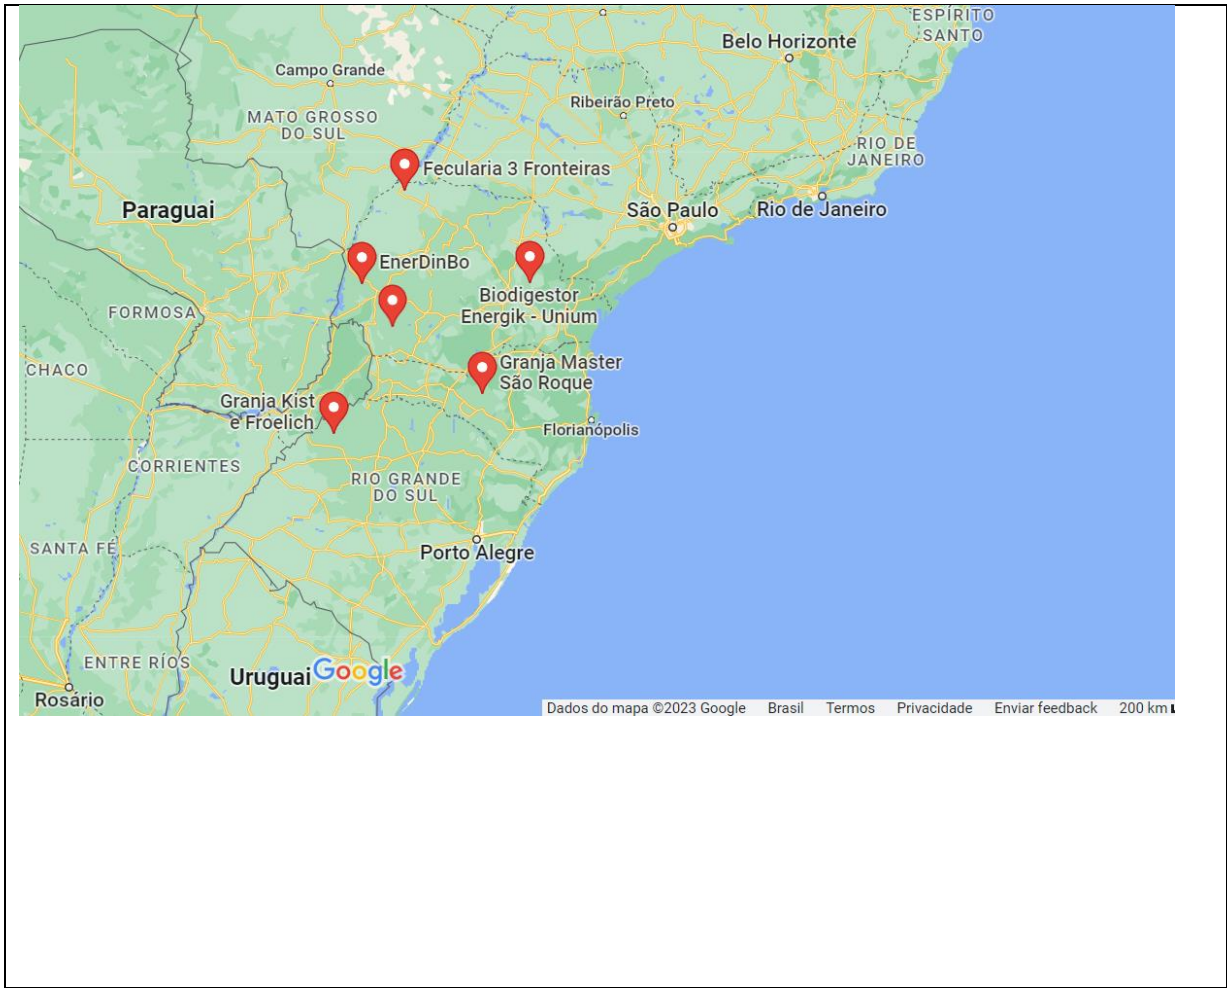 ESPÍRITO
SANTO
Belo Horizonte
Campo Grande
Ribeirão Preto
MATO GROSSO
DO SUL
RIO DE
JANEIRO
Fecularia 3 Fronteiras
Paraguai
São Paulo
Rio de Janeiro
EnerDinBo
Biodigestor
Energik - Unium
FORMOSA
CHACO
Granja Master
São Roque
Granja Kist
e Froelich
Florianópolis
CORRIENTES
RIO GRANDE
DO SUL
SANTA FÉ
Porto Alegre
ENTRE RÍOS
Uruguai
Google
Rosário
Dados do mapa ©2023 Google Brasil Termos Privacidade Enviar feedback 200 km